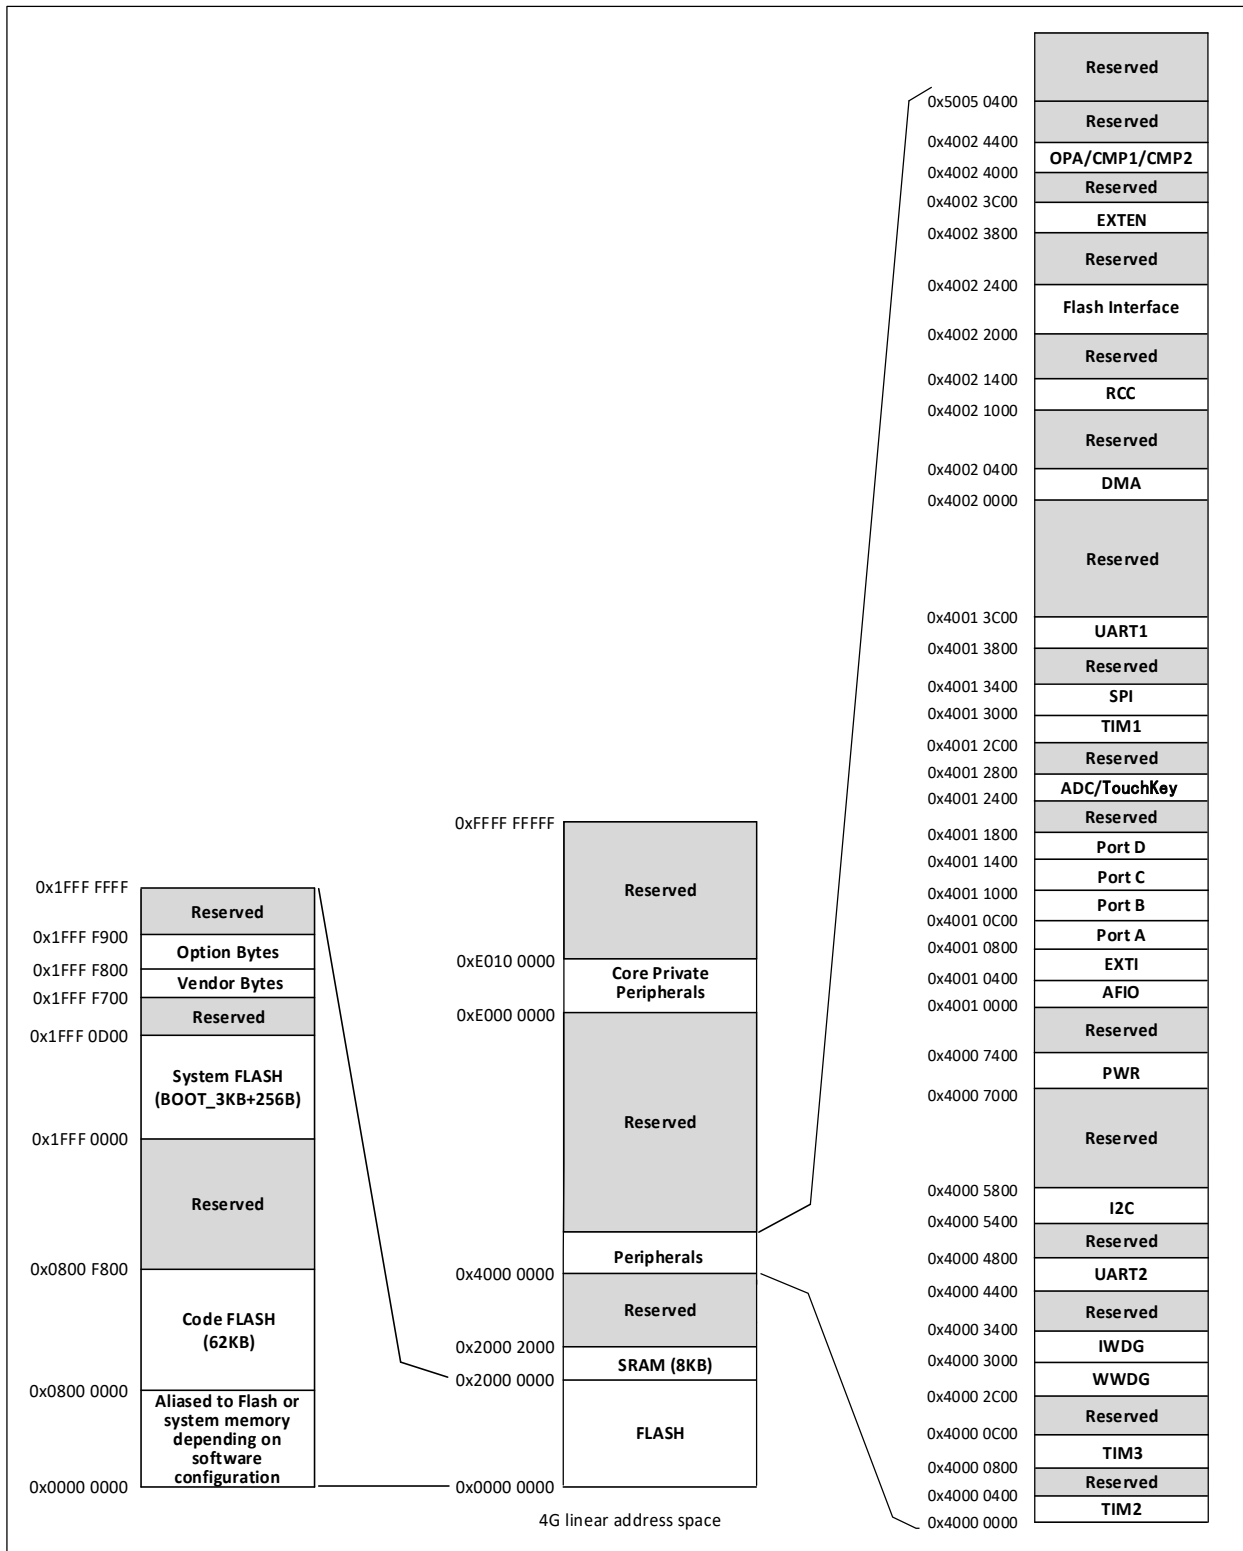 0x1FFF FFFF
Reserved
0x1FFF F900
Option Bytes
0x1FFF F800
Vendor Bytes
0x1FFF F700
Reserved
0x1FFF 0D00
System FLASH
(BOOT_3KB+256B)
0x1FFF 0000
Reserved
0x0800 F800
Code FLASH
(62KB)
0x0800 0000
Aliased to Flash or
system memory
depending on
software
configuration
0x0000 0000
0xFFFF FFFFF
Reserved
0xE010 0000
Core Private
Peripherals
0xE000 0000
Reserved
Peripherals
0x4000 0000
Reserved
0x2000 2000
SRAM (8KB)
0x2000 0000
FLASH
0x0000 0000
4G linear address space
Reserved
0x5005 0400
Reserved
0x4002 4400
OPA/CMP1/CMP2
0x4002 4000
Reserved
0x4002 3C00
EXTEN
0x4002 3800
Reserved
0x4002 2400
Flash Interface
0x4002 2000
Reserved
0x4002 1400
RCC
0x4002 1000
Reserved
0x4002 0400
DMA
0x4002 0000
Reserved
0x4001 3C00
UART1
0x4001 3800
Reserved
0x4001 3400
SPI
0x4001 3000
TIM1
0x4001 2C00
Reserved
0x4001 2800
ADC/TouchKey
0x4001 2400
Reserved
0x4001 1800
Port D
0x4001 1400
Port C
0x4001 1000
Port B
0x4001 0C00
Port A
0x4001 0800
EXTI
0x4001 0400
AFIO
0x4001 0000
Reserved
0x4000 7400
PWR
0x4000 7000
Reserved
0x4000 5800
I2C
0x4000 5400
Reserved
0x4000 4800
UART2
0x4000 4400
Reserved
0x4000 3400
IWDG
0x4000 3000
WWDG
0x4000 2C00
Reserved
0x4000 0C00
TIM3
0x4000 0800
Reserved
0x4000 0400
TIM2
0x4000 0000